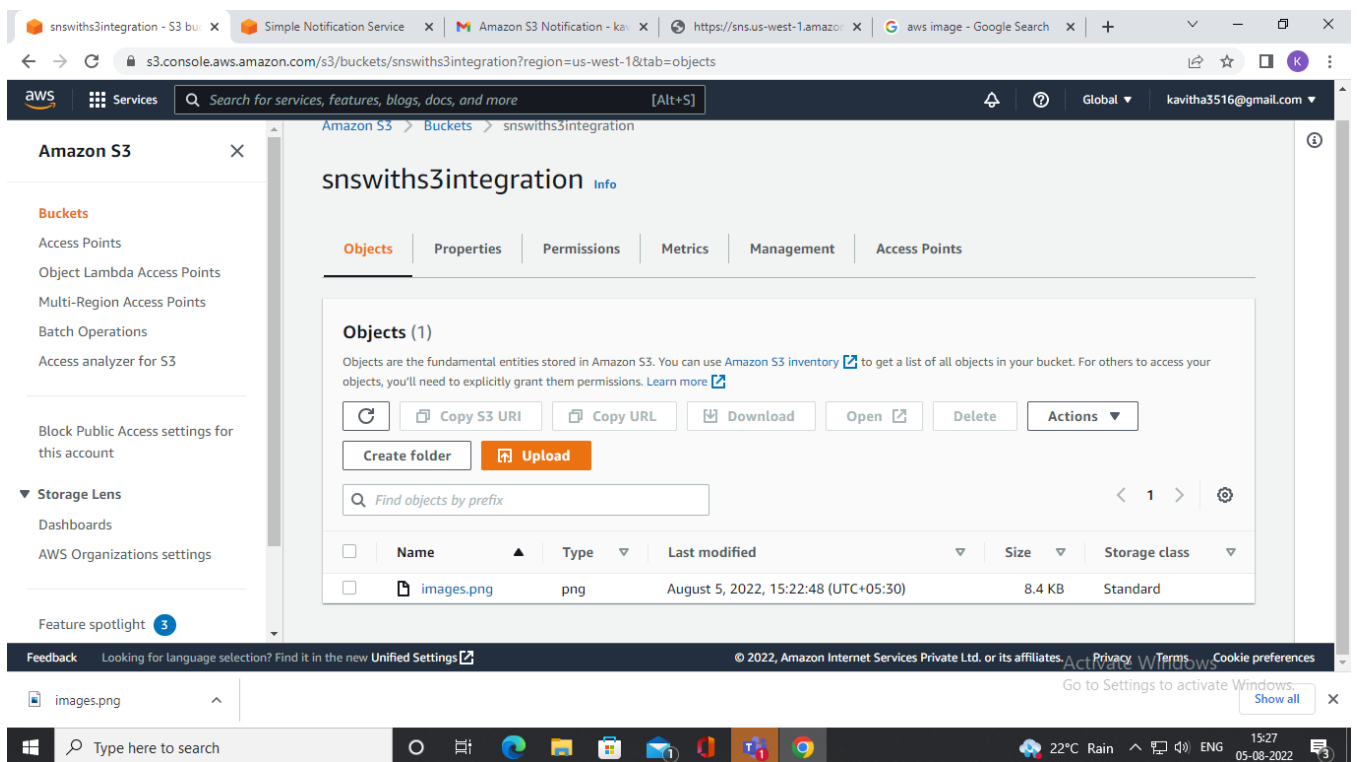 snswiths3integration - S3 buc
Simple Notification Service
Amazon S3 Notification - kav
https://sns.us-west-1.amazon
aws image - Google Search
s3.console.aws.amazon.com/s3/buckets/snswiths3integration?region=us-west-1&tab=objects
K
aws
Services
Search for services, features, blogs, docs, and more
[Alt+S]
Global
kavitha3516@gmail.com
Amazon S3
Buckets
Access Points
Object Lambda Access Points
Multi-Region Access Points
Batch Operations
Access analyzer for S3
Block Public Access settings for
this account
Storage Lens
Dashboards
AWS Organizations settings
Feature spotlight 3
Amazon S3 > Buckets > snswiths3integration
snswiths3integration Info
Objects Properties Permissions Metrics Management Access Points
Objects (1)
Objects are the fundamental entities stored in Amazon S3. You can use Amazon S3 inventory to get a list of all objects in your bucket. For others to access your
objects, you'll need to explicitly grant them permissions. Learn more
Copy S3 URI Copy URL Download Open Delete Actions
Create folder Upload
Find objects by prefix
1
Name Type Last modified Size Storage class
images.png png August 5, 2022, 15:22:48 (UTC+05:30) 8.4 KB Standard
Feedback Looking for language selection? Find it in the new Unified Settings © 2022, Amazon Internet Services Private Ltd. or its affiliates. Privacy Terms Cookie preferences
Activate Windows
Go to Settings to activate Windows.
images.png
Show all
Type here to search
1
1
22°C Rain
ENG
15:27
05-08-2022
3